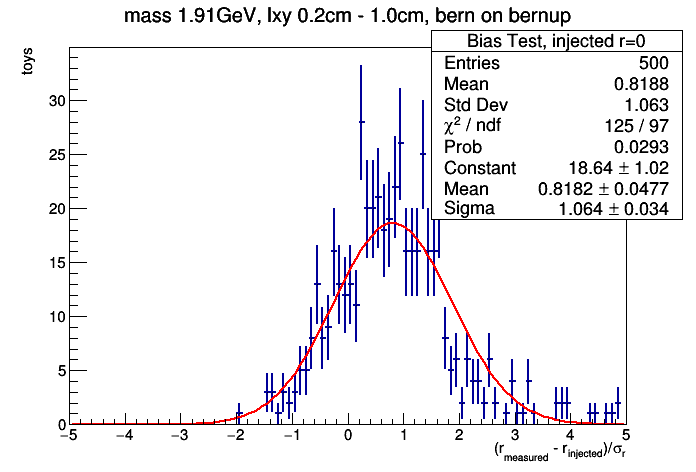 mass 1.91GeV, lxy 0.2cm - 1.0cm, bern on bernup
toys
Bias Test, injected r=0
Entries 500
Mean 0.8188
Std Dev 1.063
χ² / ndf 125 / 97
Prob 0.0293
Constant 18.64 ± 1.02
Mean 0.8182 ± 0.0477
Sigma 1.064 ± 0.034
30
25
20
15
10
5
0
−5 −4 −3 −2 −1 0 1 2 3 4 5
(r_measured - r_injected)/σ_r